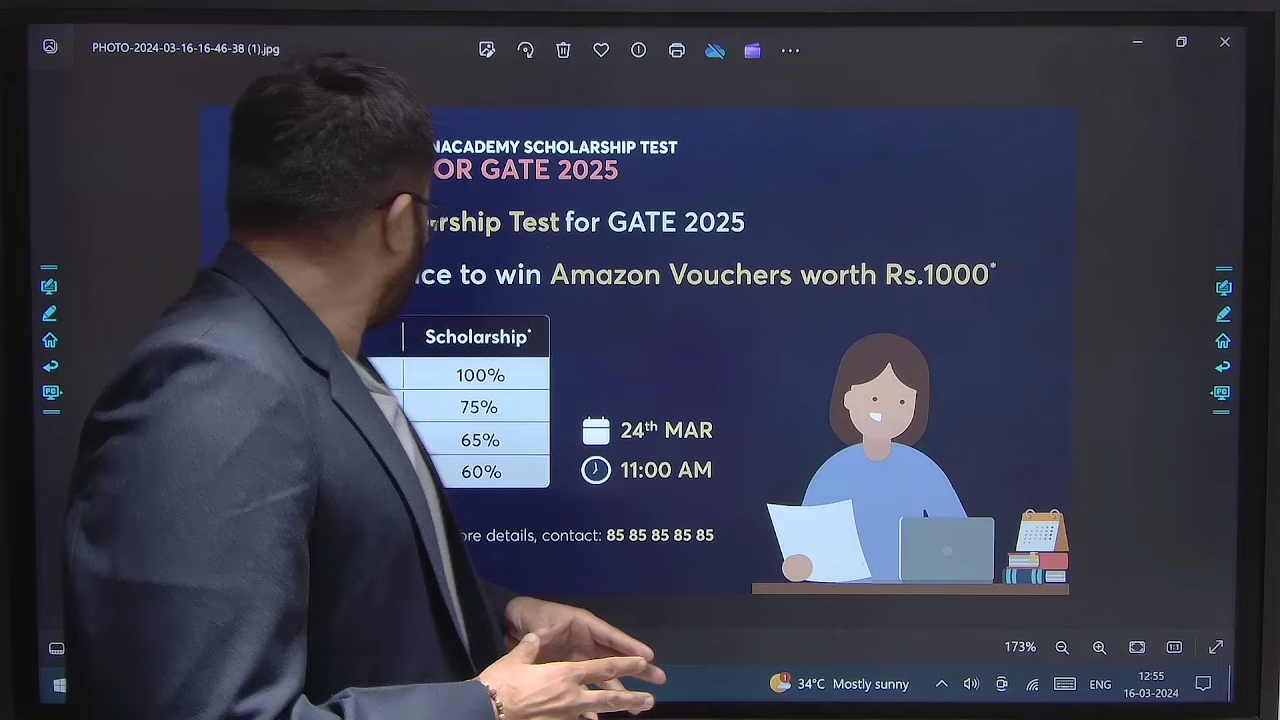 PHOTO-2024-03-16-16-46-38 (1).jpg
NACADEMY SCHOLARSHIP TEST
OR GATE 2025
rship Test for GATE 2025
ce to win Amazon Vouchers worth Rs.1000*
Scholarship*
100%
75%
65%
60%
24th MAR
11:00 AM
ore details, contact: 85 85 85 85 85
173%
1:1
34°C Mostly sunny
ENG
12:55
16-03-2024